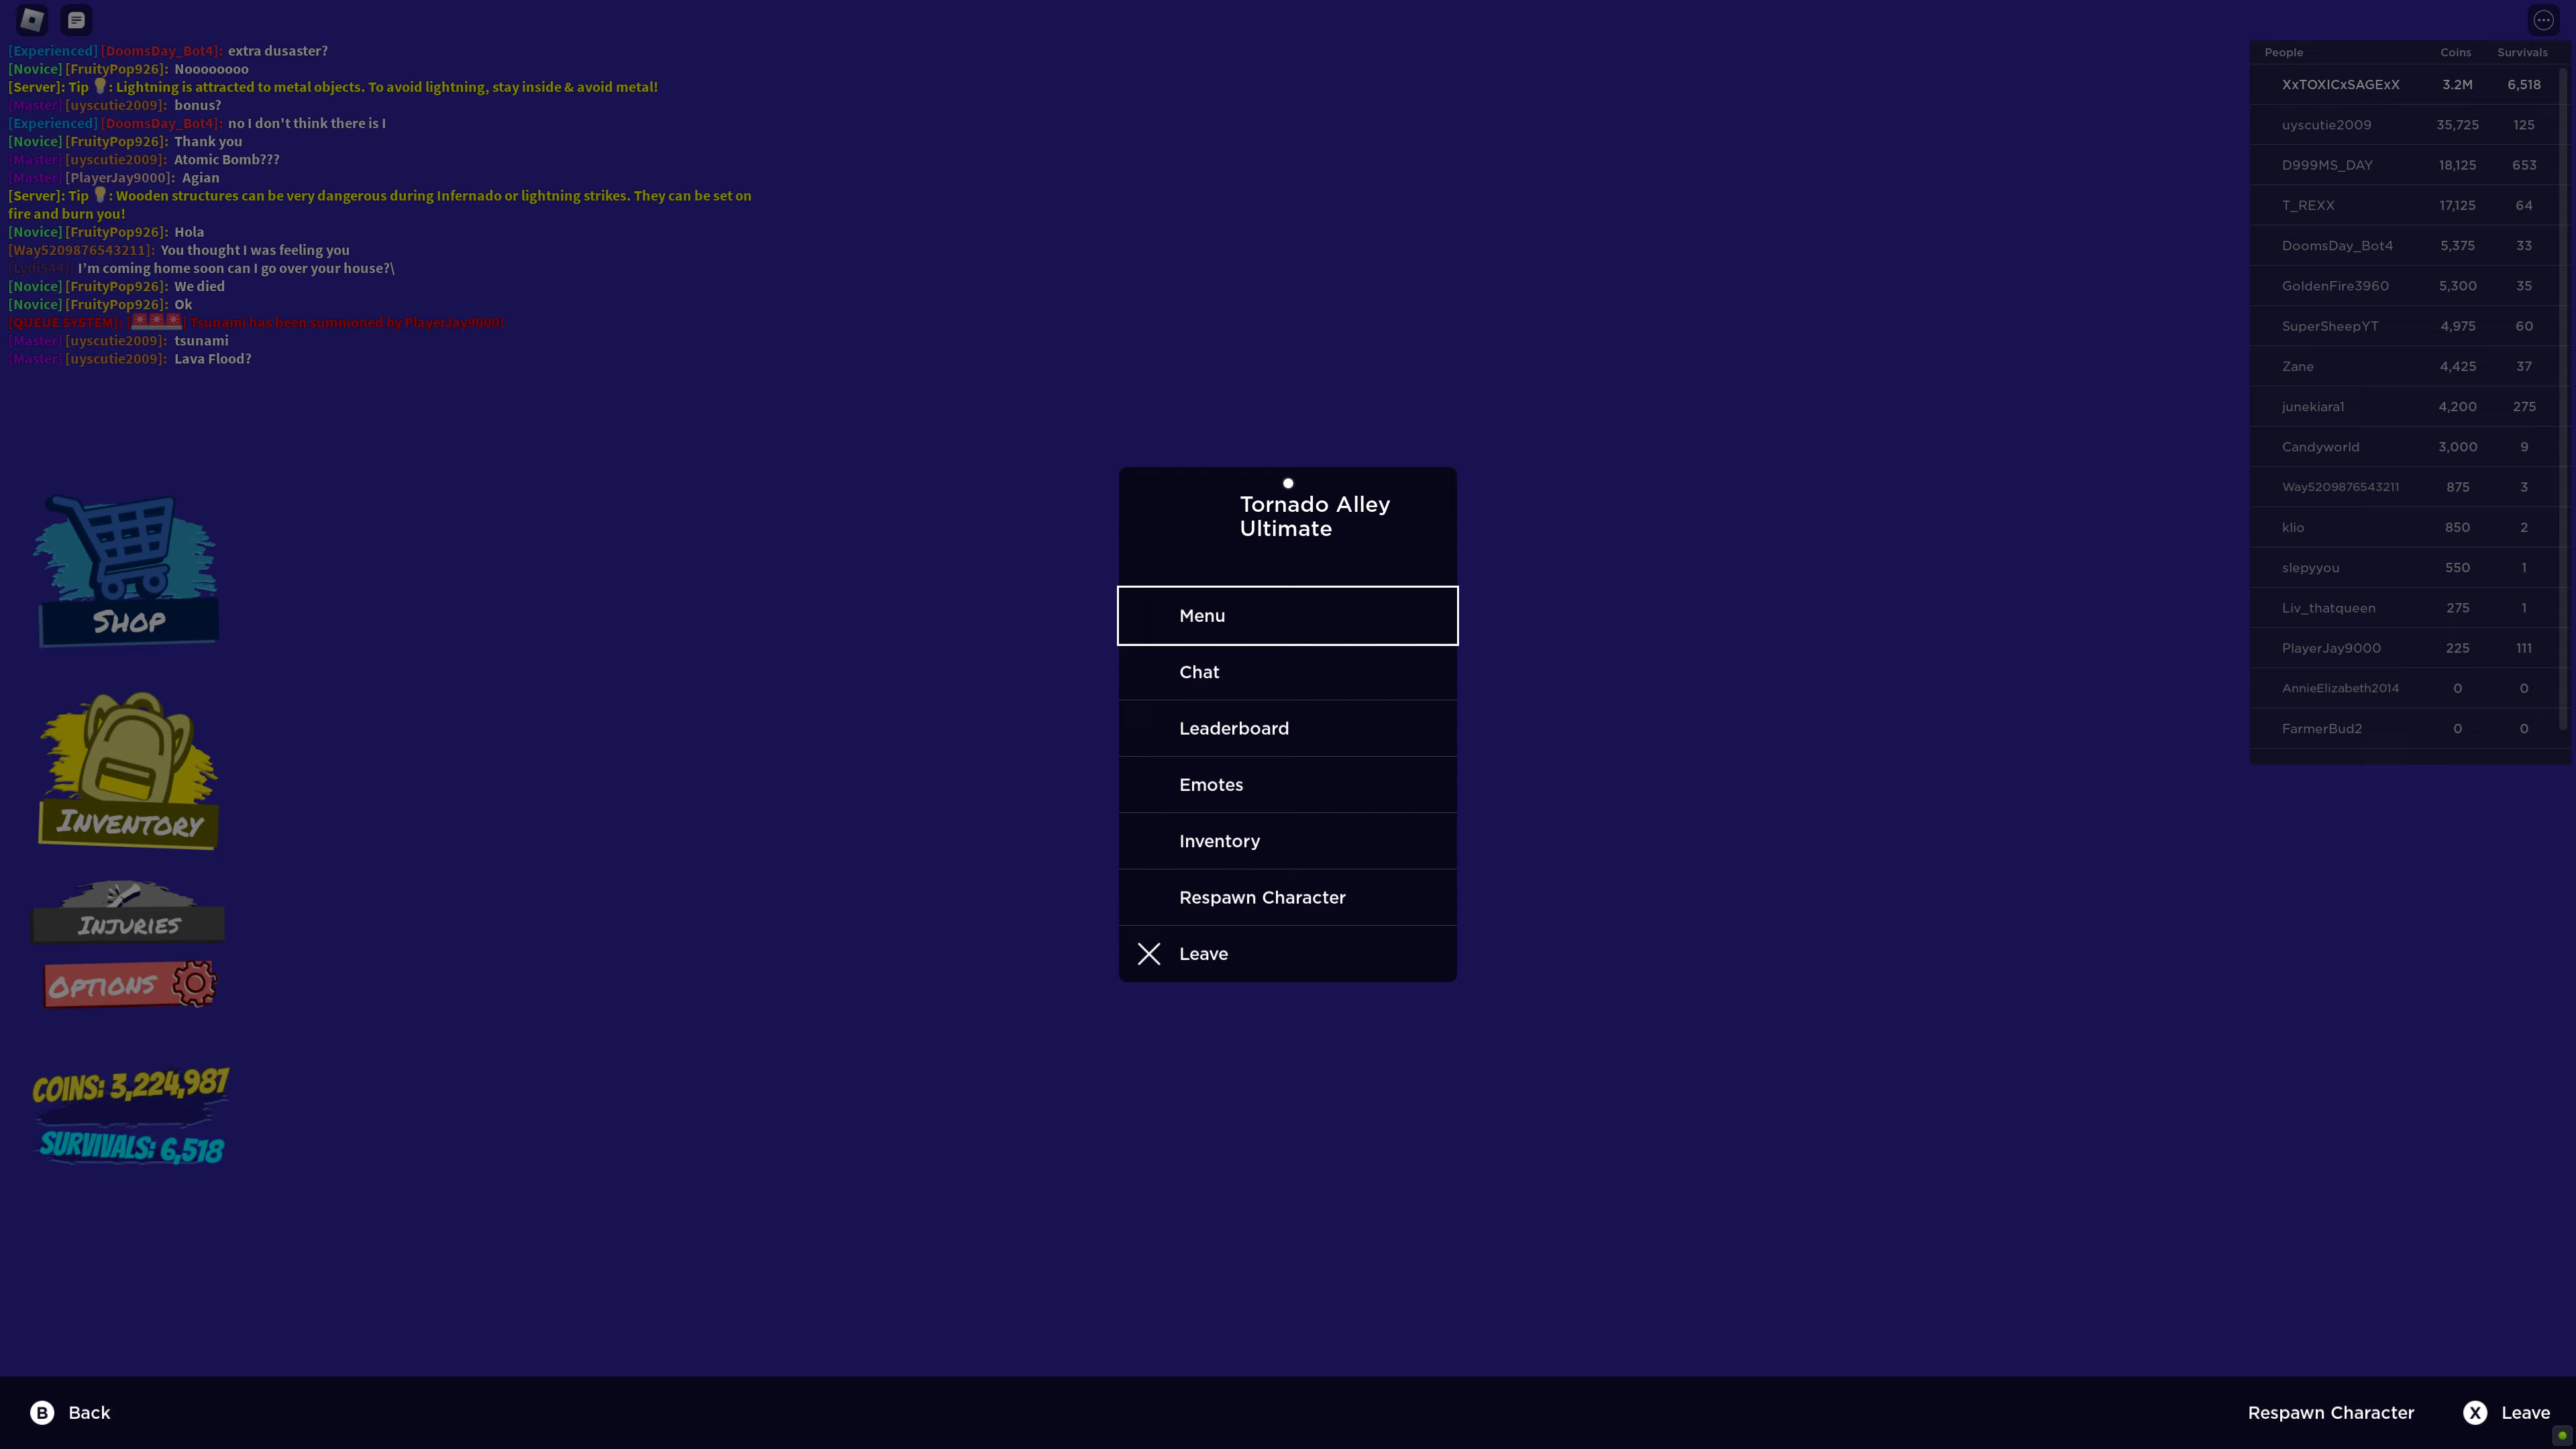 [Experienced] [DoomsDay_Bot4]: extra dusaster?
[Novice] [FruityPop926]: Noooooooo
[Server]: Tip 💡: Lightning is attracted to metal objects. To avoid lightning, stay inside & avoid metal!
[Master] [uyscutie2009]: bonus?
[Experienced] [DoomsDay_Bot4]: no I don't think there is I
[Novice] [FruityPop926]: Thank you
[Master] [uyscutie2009]: Atomic Bomb???
[Master] [PlayerJay9000]: Agian
[Server]: Tip 💡: Wooden structures can be very dangerous during Infernado or lightning strikes. They can be set on
fire and burn you!
[Novice] [FruityPop926]: Hola
[Way5209876543211]: You thought I was feeling you
[Lydi544]: I'm coming home soon can I go over your house?\
[Novice] [FruityPop926]: We died
[Novice] [FruityPop926]: Ok
[QUEUE SYSTEM]: [🚨🚨🚨] Tsunami has been summoned by PlayerJay9000!
[Master] [uyscutie2009]: tsunami
[Master] [uyscutie2009]: Lava Flood?
SHOP
INVENTORY
INJURIES
OPTIONS
COINS: 3,224,987
SURVIVALS: 6,518
Tornado Alley
Ultimate
Menu
Chat
Leaderboard
Emotes
Inventory
Respawn Character
Leave
People Coins Survivals
XxTOXICxSAGExX 3.2M 6,518
uyscutie2009 35,725 125
D999MS_DAY 18,125 653
T_REXX 17,125 64
DoomsDay_Bot4 5,375 33
GoldenFire3960 5,300 35
SuperSheepYT 4,975 60
Zane 4,425 37
junekiara1 4,200 275
Candyworld 3,000 9
Way5209876543211 875 3
klio 850 2
slepyyou 550 1
Liv_thatqueen 275 1
PlayerJay9000 225 111
AnnieElizabeth2014 0 0
FarmerBud2 0 0
B Back
Respawn Character
X Leave